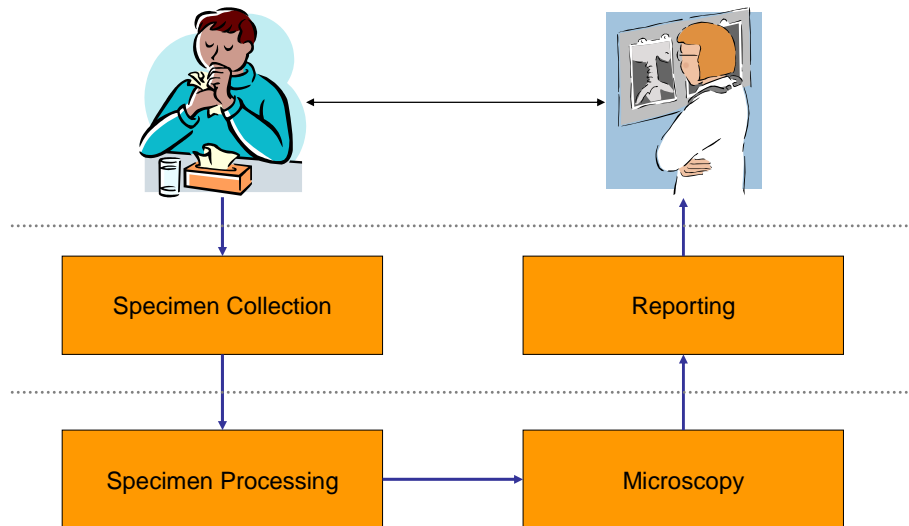 Specimen Collection
Reporting
Specimen Processing
Microscopy